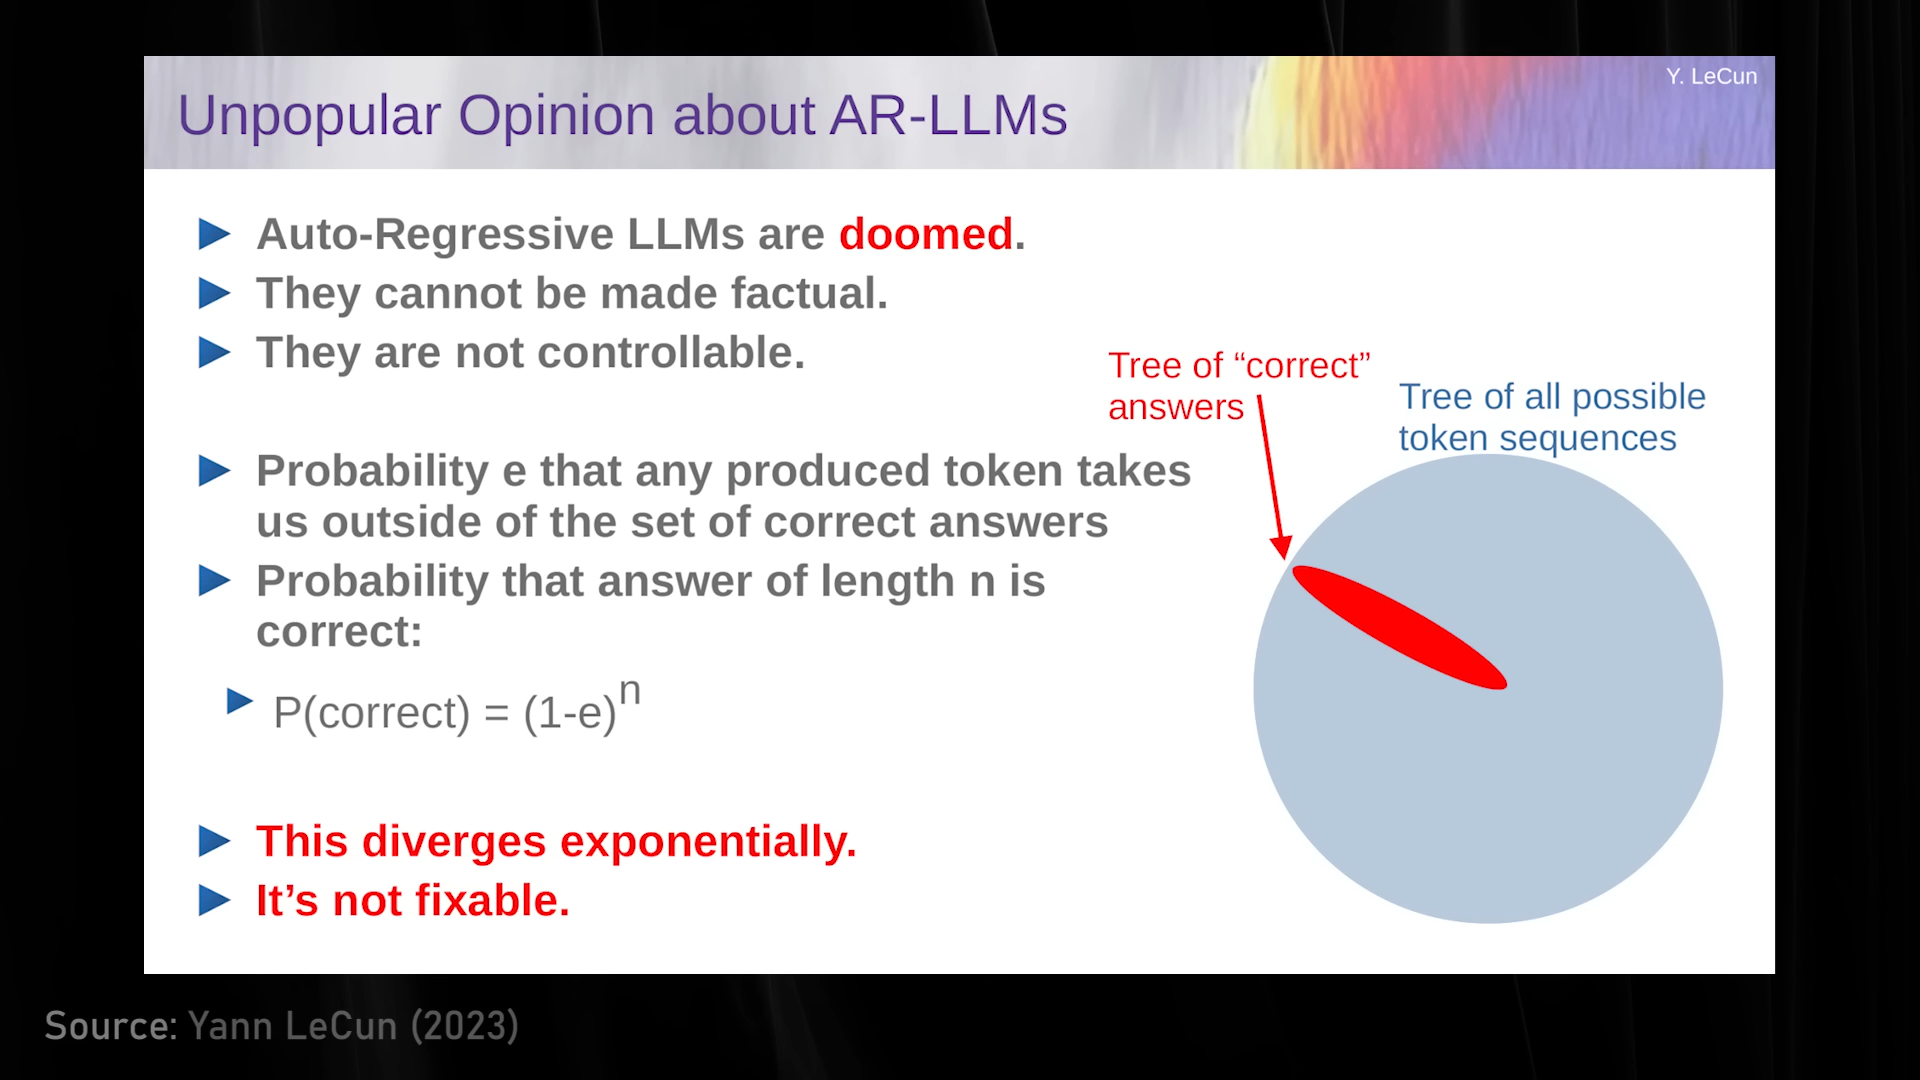 Y. LeCun
Unpopular Opinion about AR-LLMs
Auto-Regressive LLMs are doomed.
They cannot be made factual.
They are not controllable.
Probability e that any produced token takes
us outside of the set of correct answers
Probability that answer of length n is
correct:
P(correct) = (1-e)^n
This diverges exponentially.
It’s not fixable.
Tree of “correct”
answers
Tree of all possible
token sequences
Source: Yann LeCun (2023)